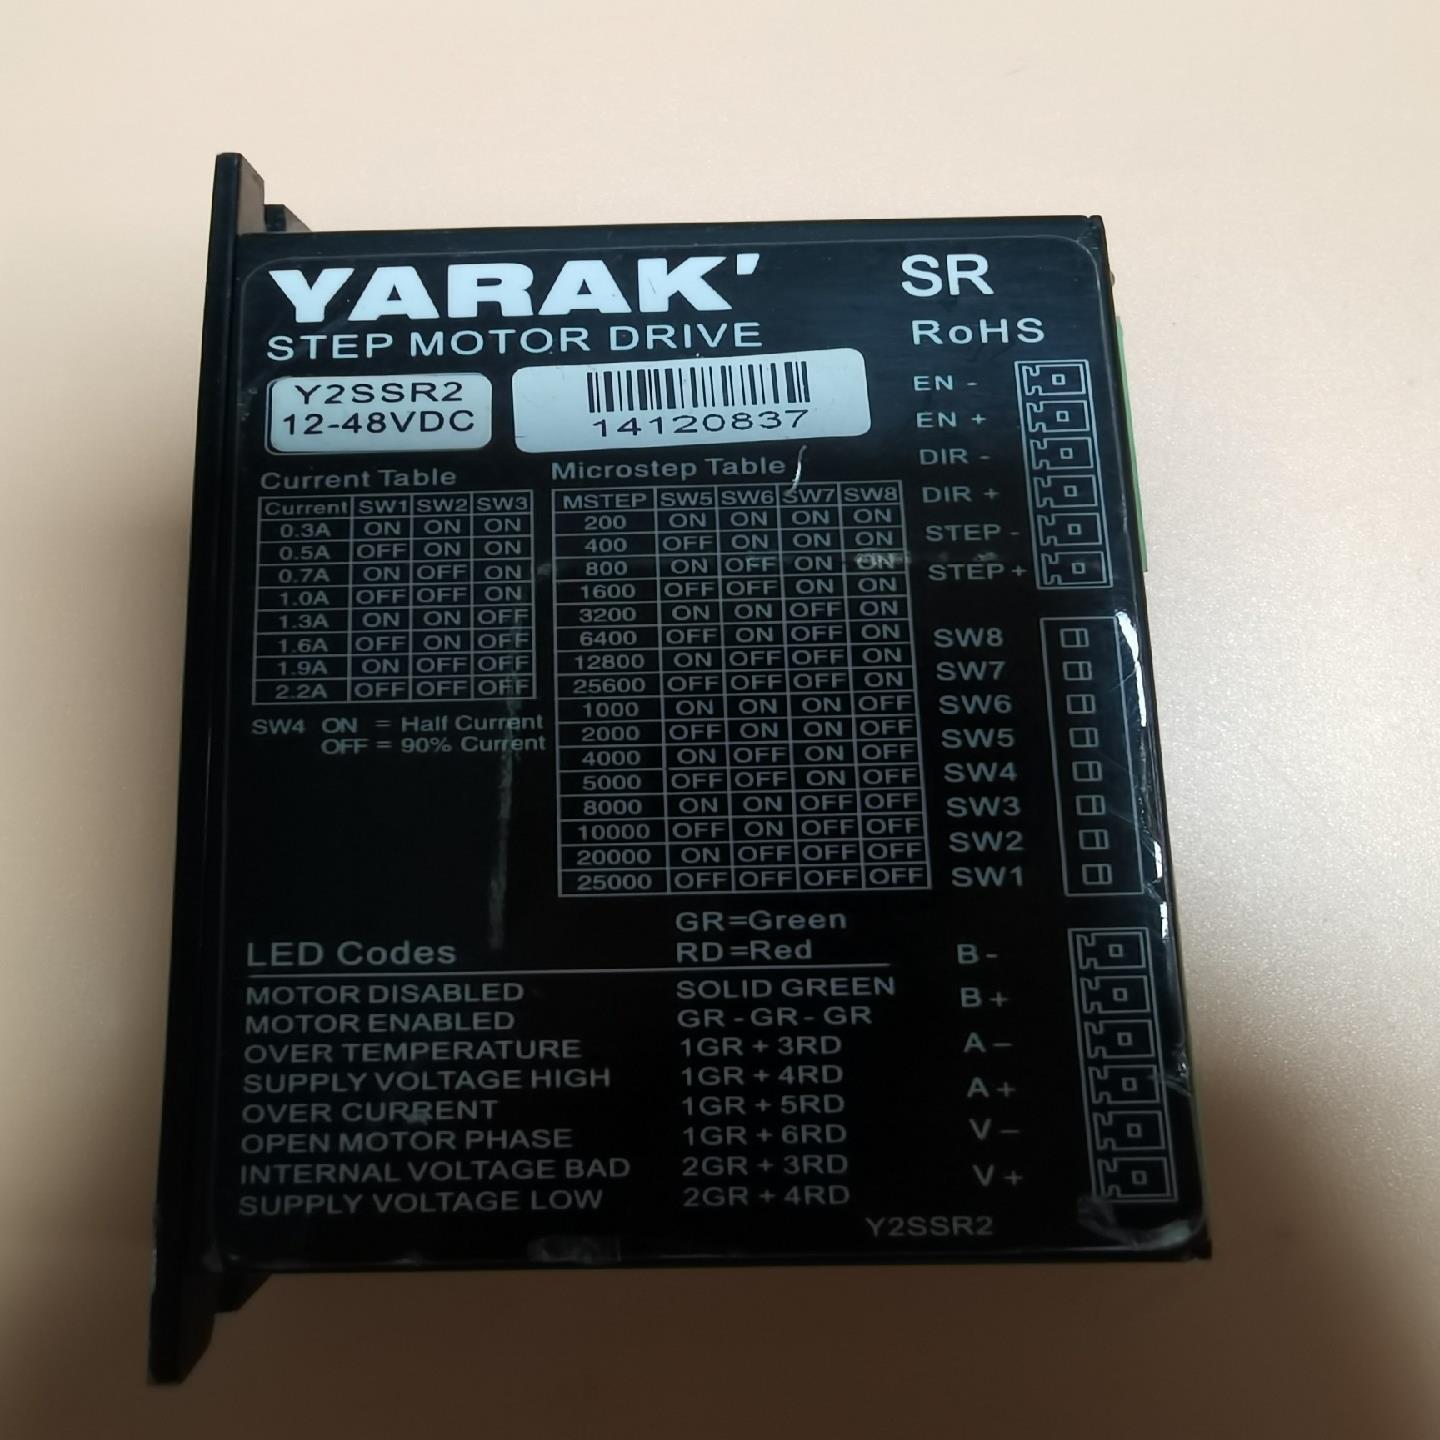 YARAK'
SR
STEP MOTOR DRIVE
RoHS
Y2SSR2
12-48VDC
14120837
EN -
EN +
DIR -
DIR +
STEP -
STEP +
Current Table
Current SW1 SW2 SW3
0.3A ON ON ON
0.5A OFF ON ON
0.7A ON OFF ON
1.0A OFF OFF ON
1.3A ON ON OFF
1.6A OFF ON OFF
1.9A ON OFF OFF
2.2A OFF OFF OFF
SW4 ON = Half Current
OFF = 90% Current
Microstep Table
MSTEP SW5 SW6 SW7 SW8
200 ON ON ON ON
400 OFF ON ON ON
800 ON OFF ON ON
1600 OFF OFF ON ON
3200 ON ON OFF ON
6400 OFF ON OFF ON
12800 ON OFF OFF ON
25600 OFF OFF OFF ON
1000 ON ON ON OFF
2000 OFF ON ON OFF
4000 ON OFF ON OFF
5000 OFF OFF ON OFF
8000 ON ON OFF OFF
10000 OFF ON OFF OFF
20000 ON OFF OFF OFF
25000 OFF OFF OFF OFF
SW8
SW7
SW6
SW5
SW4
SW3
SW2
SW1
GR=Green
LED Codes RD=Red
MOTOR DISABLED SOLID GREEN
MOTOR ENABLED GR - GR - GR
OVER TEMPERATURE 1GR + 3RD
SUPPLY VOLTAGE HIGH 1GR + 4RD
OVER CURRENT 1GR + 5RD
OPEN MOTOR PHASE 1GR + 6RD
INTERNAL VOLTAGE BAD 2GR + 3RD
SUPPLY VOLTAGE LOW 2GR + 4RD
B -
B +
A -
A +
V -
V +
Y2SSR2